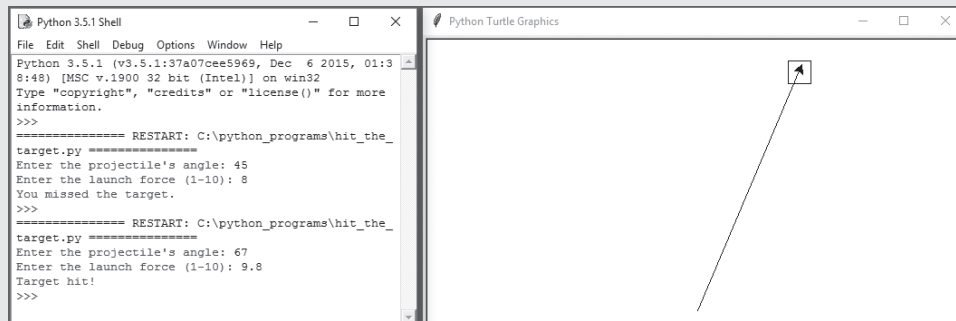 Python 3.5.1 Shell
File Edit Shell Debug Options Window Help
Python 3.5.1 (v3.5.1:37a07cee5969, Dec  6 2015, 01:3
8:48) [MSC v.1900 32 bit (Intel)] on win32
Type "copyright", "credits" or "license()" for more
information.
>>>
=============== RESTART: C:\python_programs\hit_the_
target.py ===============
Enter the projectile's angle: 45
Enter the launch force (1-10): 8
You missed the target.
>>>
=============== RESTART: C:\python_programs\hit_the_
target.py ===============
Enter the projectile's angle: 67
Enter the launch force (1-10): 9.8
Target hit!
>>>
Python Turtle Graphics